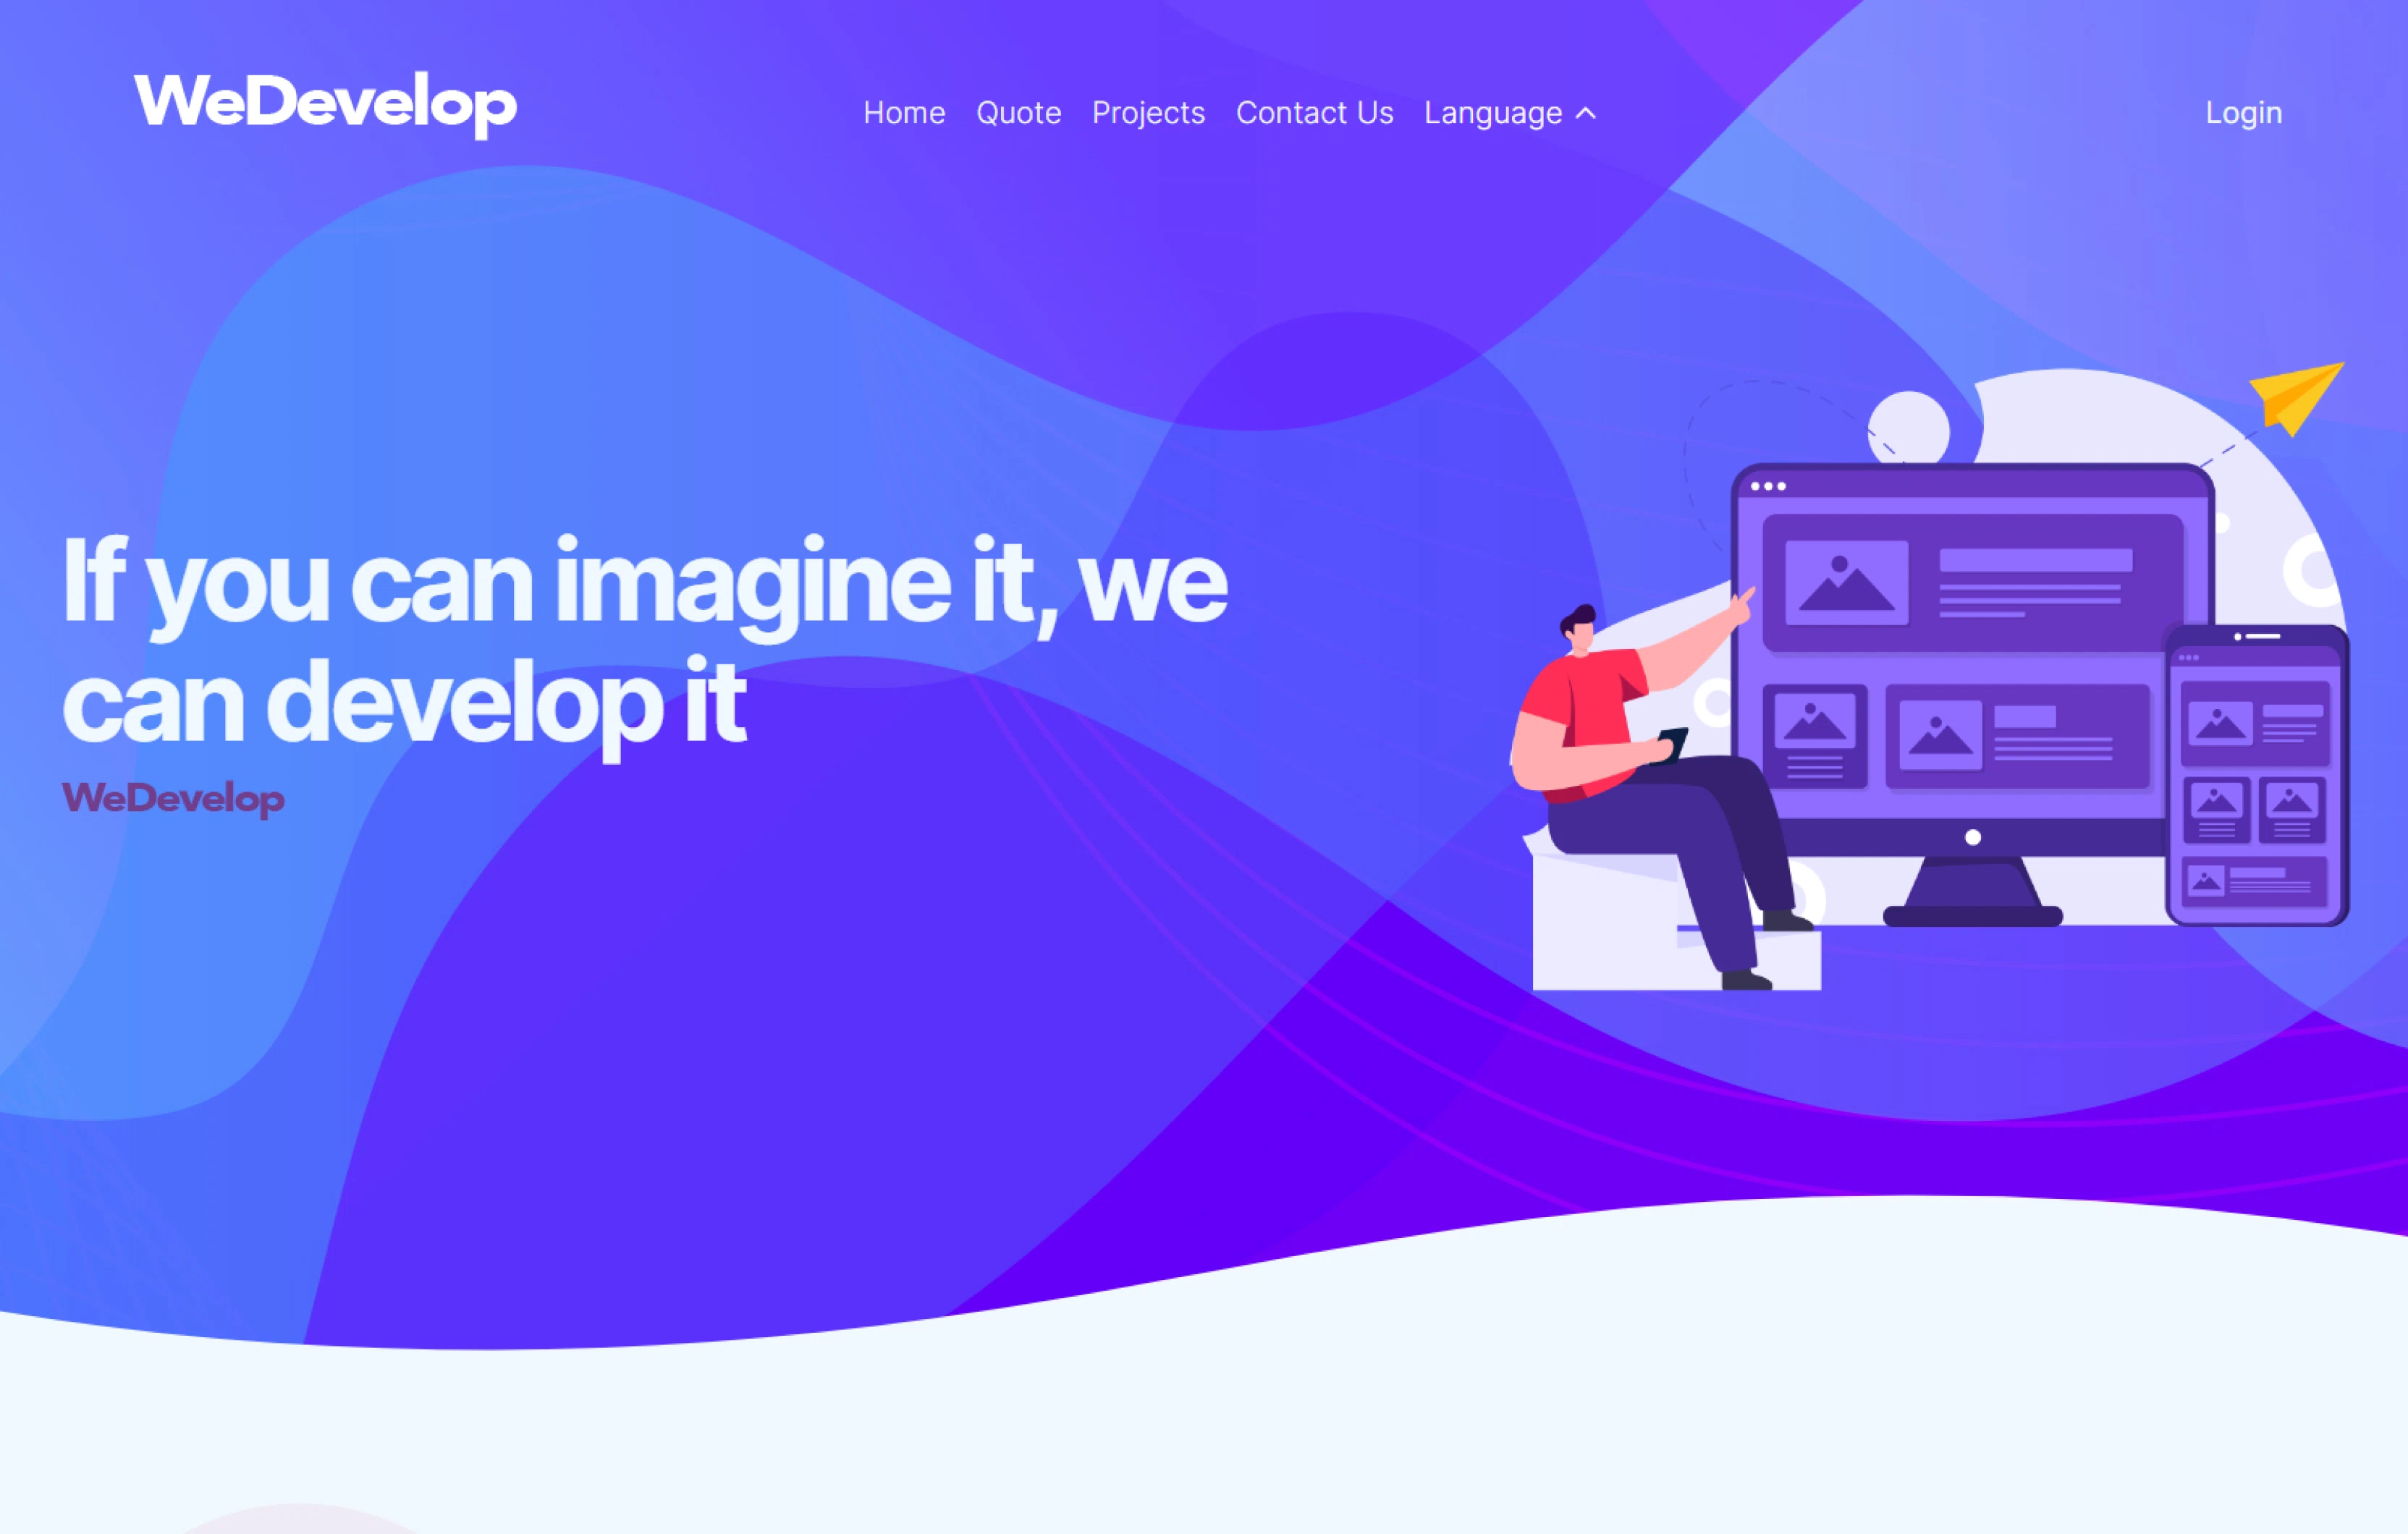 WeDevelop
Home Quote Projects Contact Us Language
Login
If you can imagine it, we
can develop it
WeDevelop